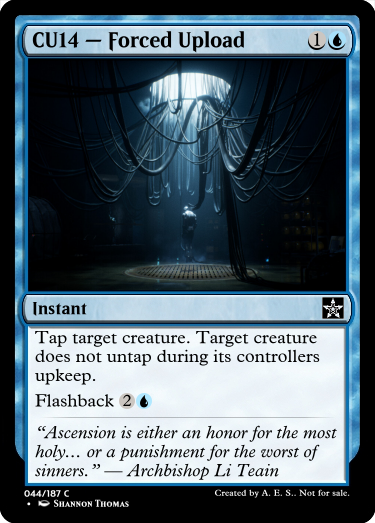 CU14 — Forced Upload 1
Instant
Tap target creature. Target creature
does not untap during its controllers
upkeep.
Flashback 2
“Ascension is either an honor for the most
holy... or a punishment for the worst of
sinners.” — Archbishop Li Teain
044/187 C
Created by A. E. S.. Not for sale.
• Shannon Thomas